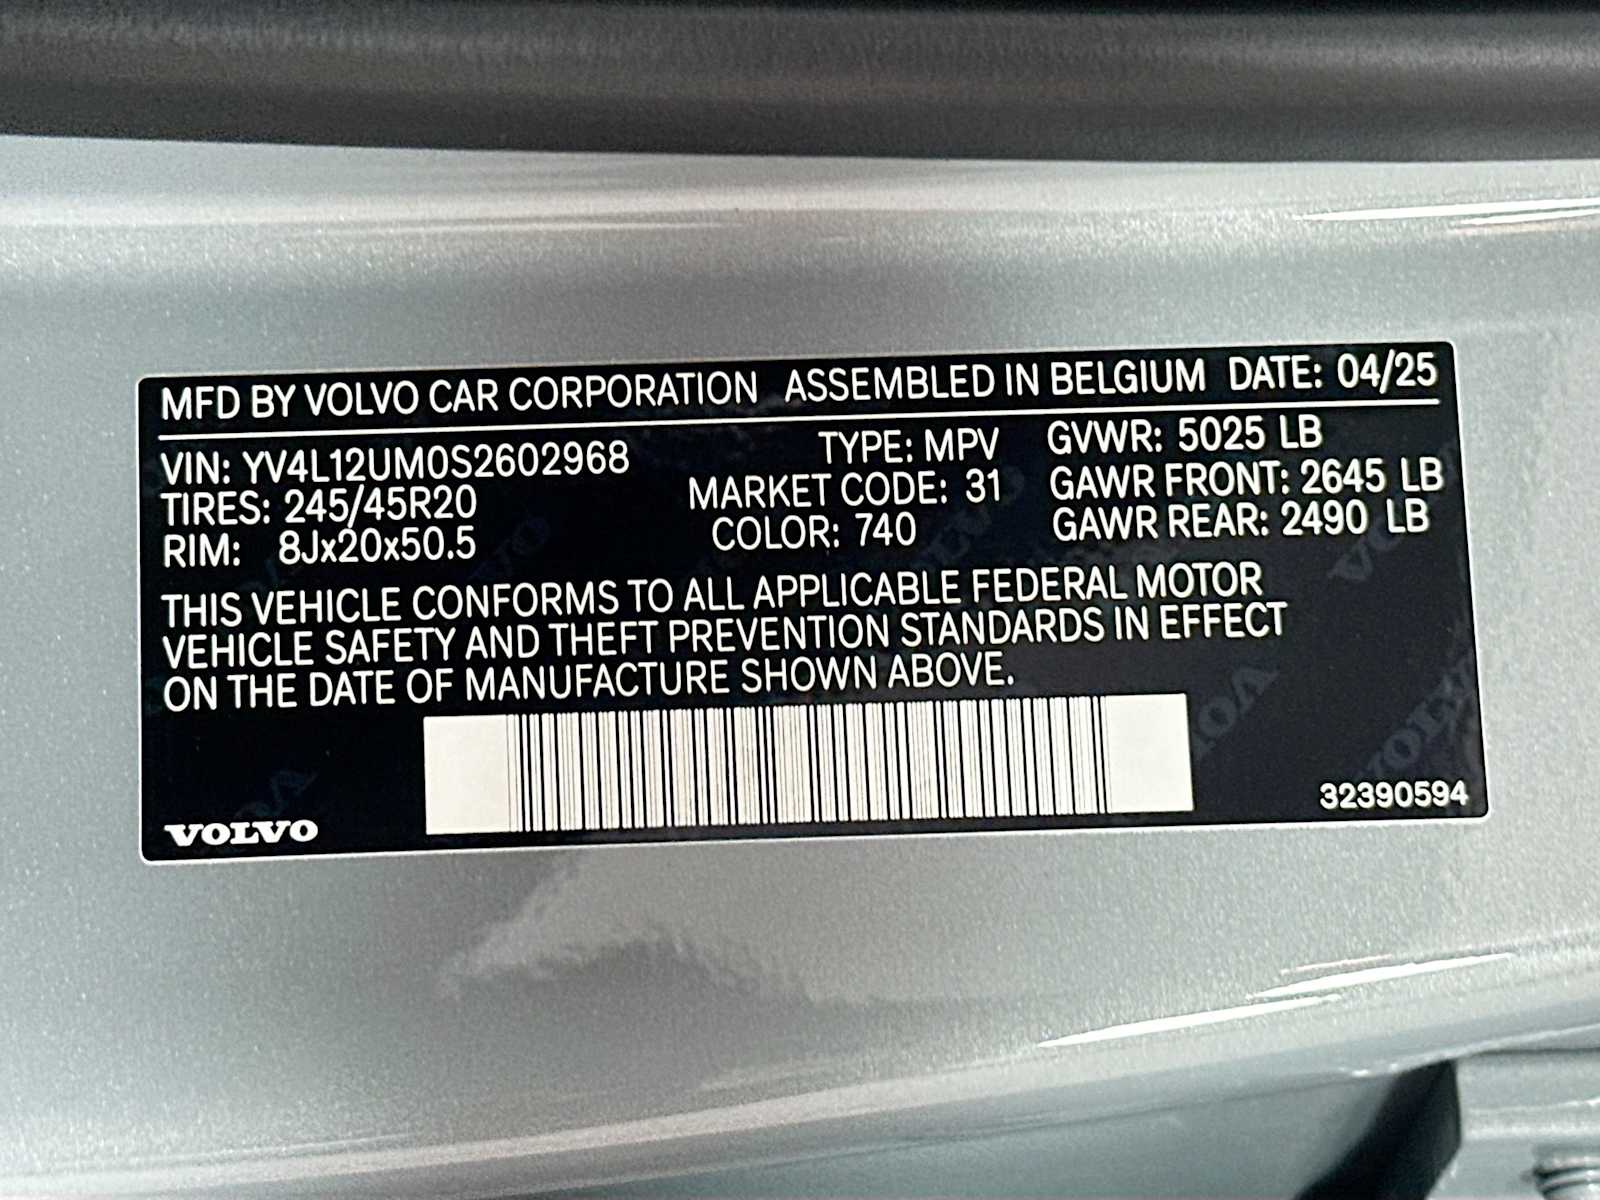 MFD BY VOLVO CAR CORPORATION ASSEMBLED IN BELGIUM DATE: 04/25
VIN: YV4L12UM0S2602968 TYPE: MPV GVWR: 5025 LB
TIRES: 245/45R20 MARKET CODE: 31 GAWR FRONT: 2645 LB
RIM: 8Jx20x50.5 COLOR: 740 GAWR REAR: 2490 LB
THIS VEHICLE CONFORMS TO ALL APPLICABLE FEDERAL MOTOR
VEHICLE SAFETY AND THEFT PREVENTION STANDARDS IN EFFECT
ON THE DATE OF MANUFACTURE SHOWN ABOVE.
VOLVO 32390594